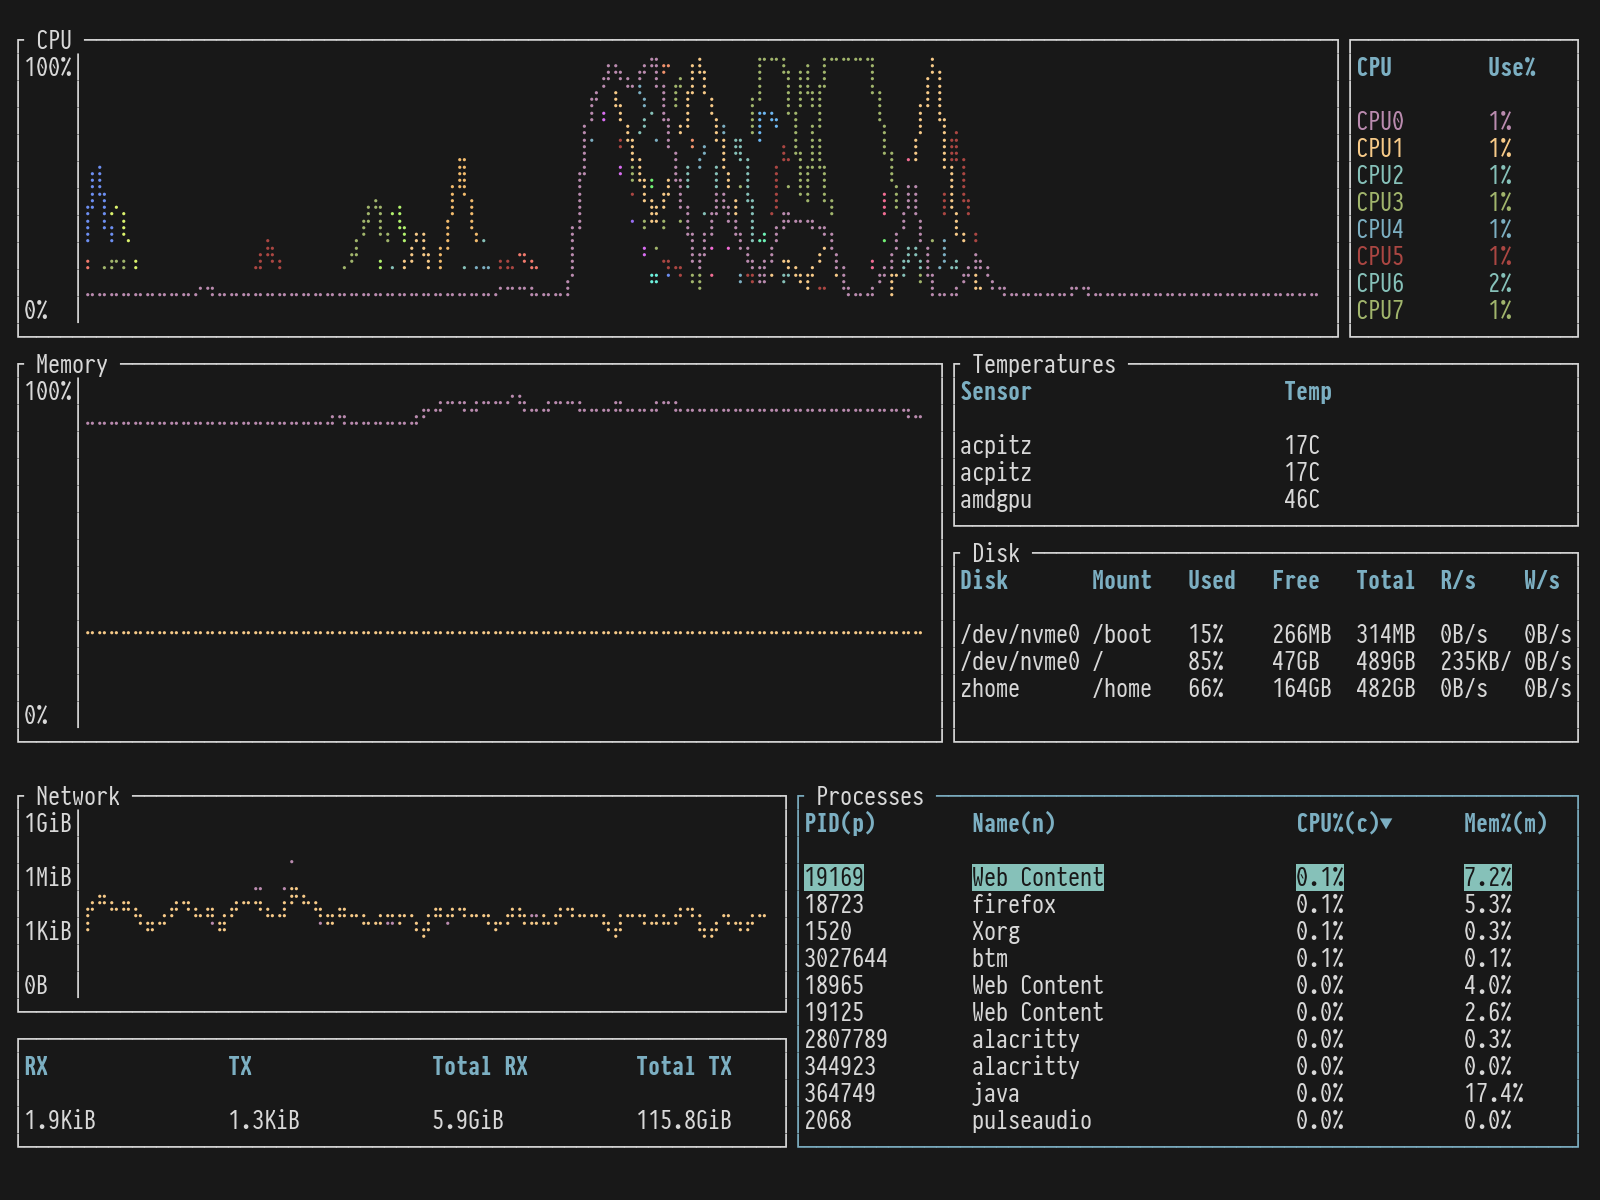 CPU
100%
0%
CPU Use%
CPU0 1%
CPU1 1%
CPU2 1%
CPU3 1%
CPU4 1%
CPU5 1%
CPU6 2%
CPU7 1%
Memory
100%
0%
Temperatures
Sensor Temp
acpitz 17C
acpitz 17C
amdgpu 46C
Disk
Disk Mount Used Free Total R/s W/s
/dev/nvme0 /boot 15% 266MB 314MB 0B/s 0B/s
/dev/nvme0 / 85% 47GB 489GB 235KB/ 0B/s
zhome /home 66% 164GB 482GB 0B/s 0B/s
Network
1GiB
1MiB
1KiB
0B
RX TX Total RX Total TX
1.9KiB 1.3KiB 5.9GiB 115.8GiB
Processes
PID(p) Name(n) CPU%(c)▼ Mem%(m)
19169 Web Content 0.1% 7.2%
18723 firefox 0.1% 5.3%
1520 Xorg 0.1% 0.3%
3027644 btm 0.1% 0.1%
18965 Web Content 0.0% 4.0%
19125 Web Content 0.0% 2.6%
2807789 alacritty 0.0% 0.3%
344923 alacritty 0.0% 0.0%
364749 java 0.0% 17.4%
2068 pulseaudio 0.0% 0.0%